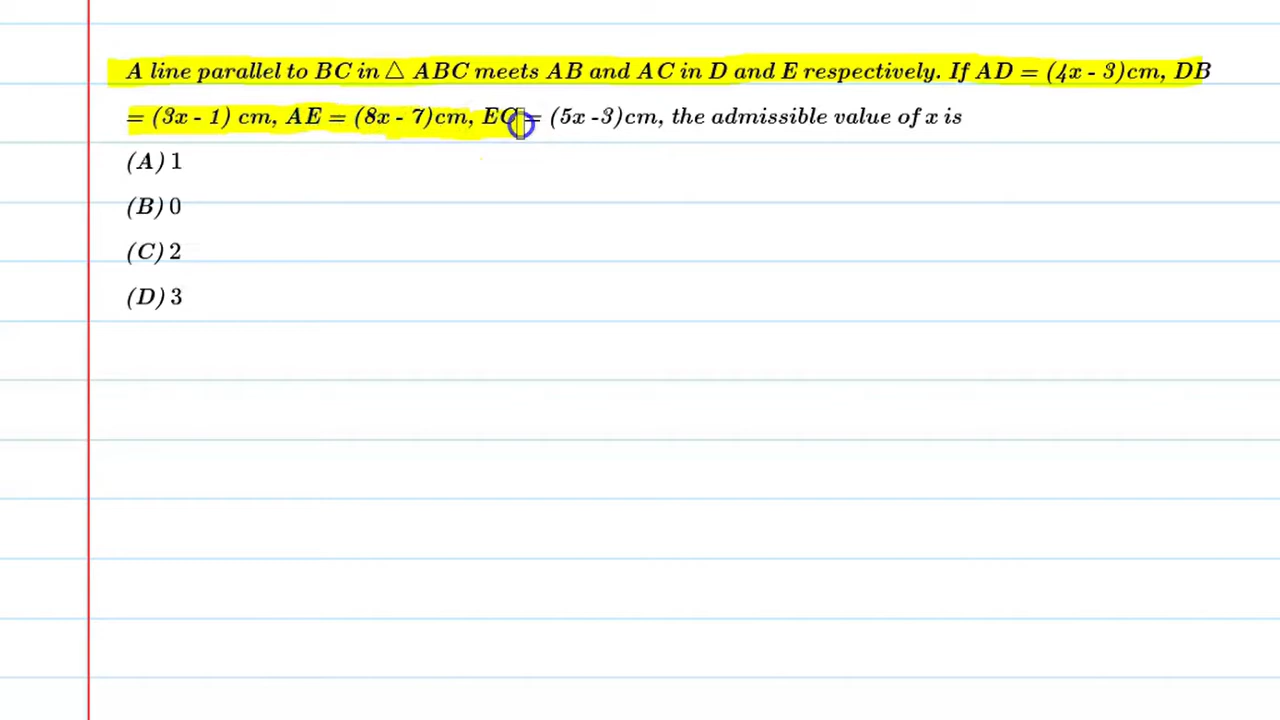 A line parallel to BC in △ ABC meets AB and AC in D and E respectively. If AD = (4x - 3)cm, DB
= (3x - 1) cm, AE = (8x - 7)cm, EC = (5x -3)cm, the admissible value of x is
(A) 1
(B) 0
(C) 2
(D) 3